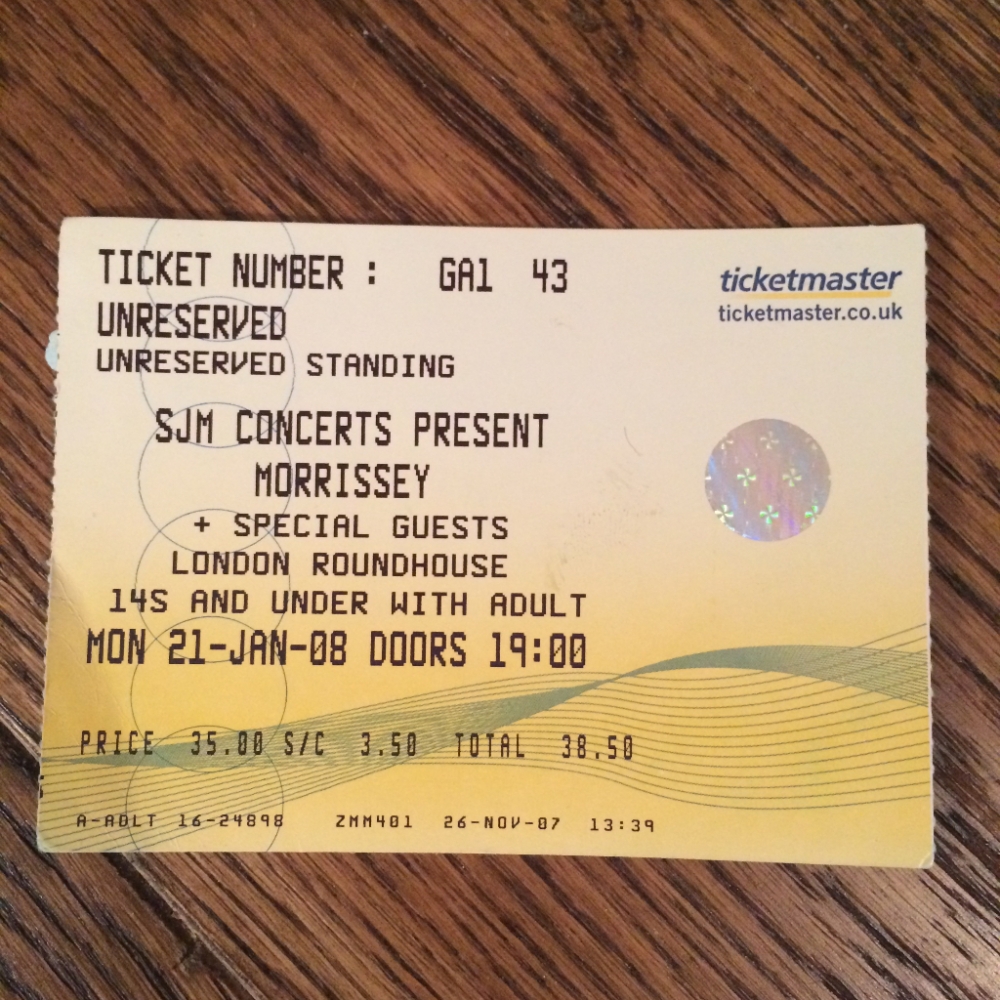 TICKET NUMBER : GA1 43
ticketmaster
UNRESERVED
ticketmaster.co.uk
UNRESERVED STANDING
SJM CONCERTS PRESENT
MORRISSEY
+ SPECIAL GUESTS
LONDON ROUNDHOUSE
14S AND UNDER WITH ADULT
MON 21-JAN-08 DOORS 19:00
PRICE 35.00 S/C 3.50 TOTAL 38.50
A-ADLT 16-24898 ZMM401 26-NOV-07 13:39